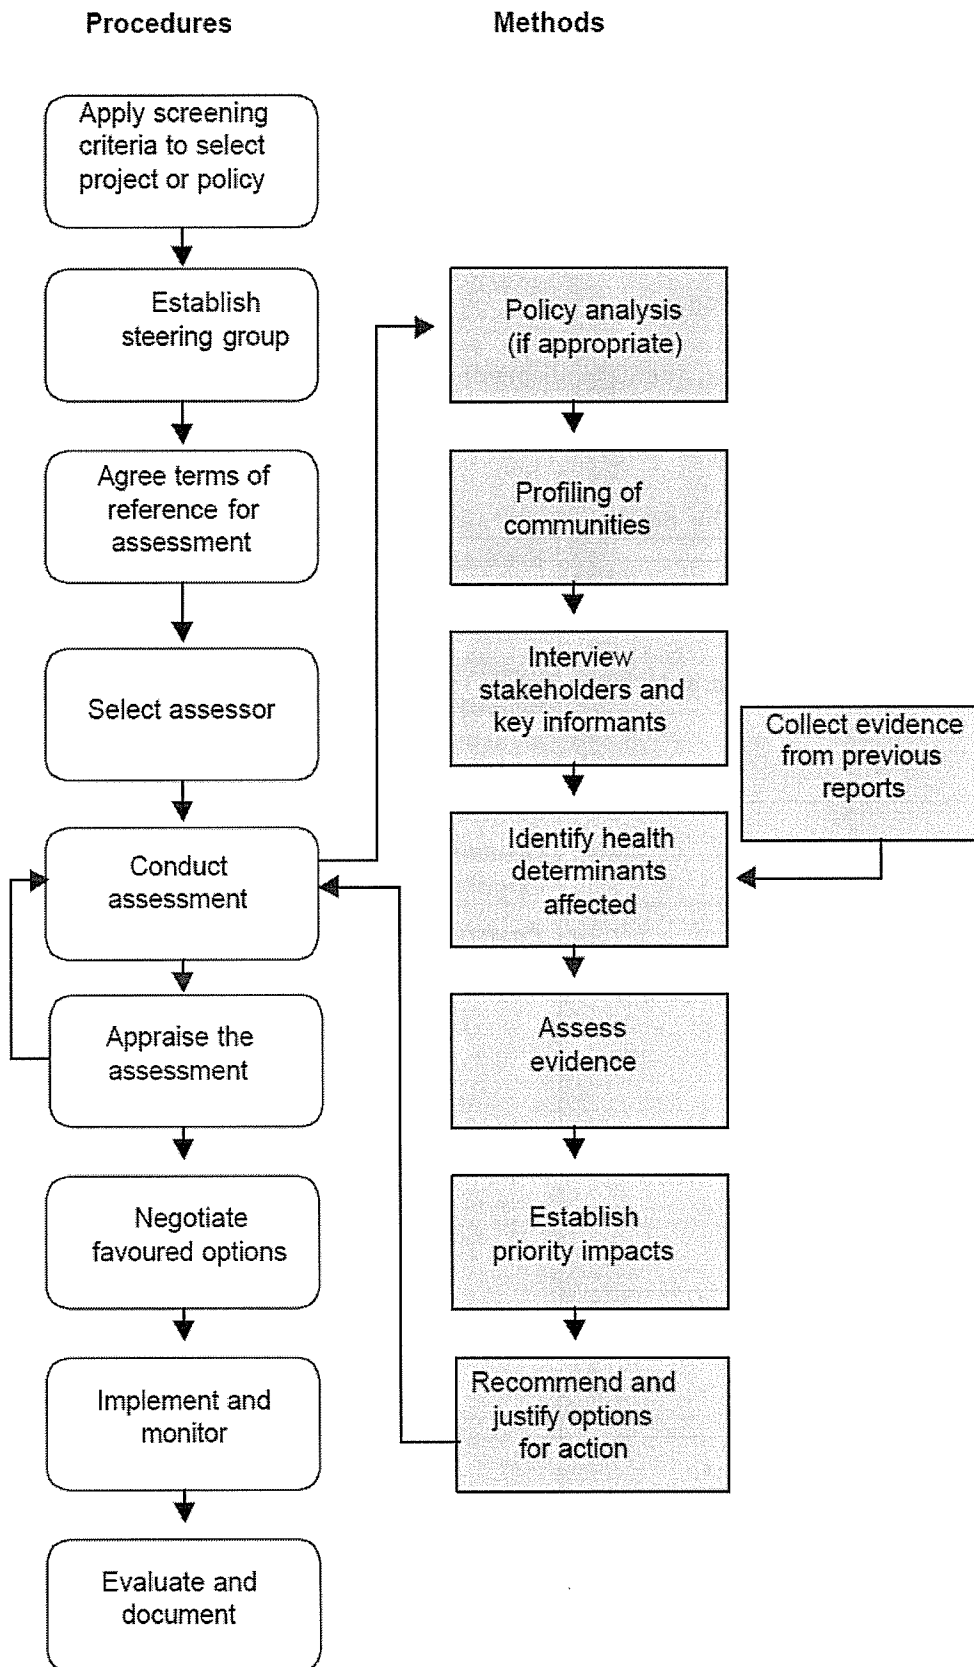 Procedures
Methods
Apply screening
criteria to select
project or policy
Establish
steering group
Agree terms of
reference for
assessment
Select assessor
Conduct
assessment
Appraise the
assessment
Negotiate
favoured options
Implement and
monitor
Evaluate and
document
Policy analysis
(if appropriate)
Profiling of
communities
Interview
stakeholders and
key informants
Collect evidence
from previous
reports
Identify health
determinants
affected
Assess
evidence
Establish
priority impacts
Recommend and
justify options
for action